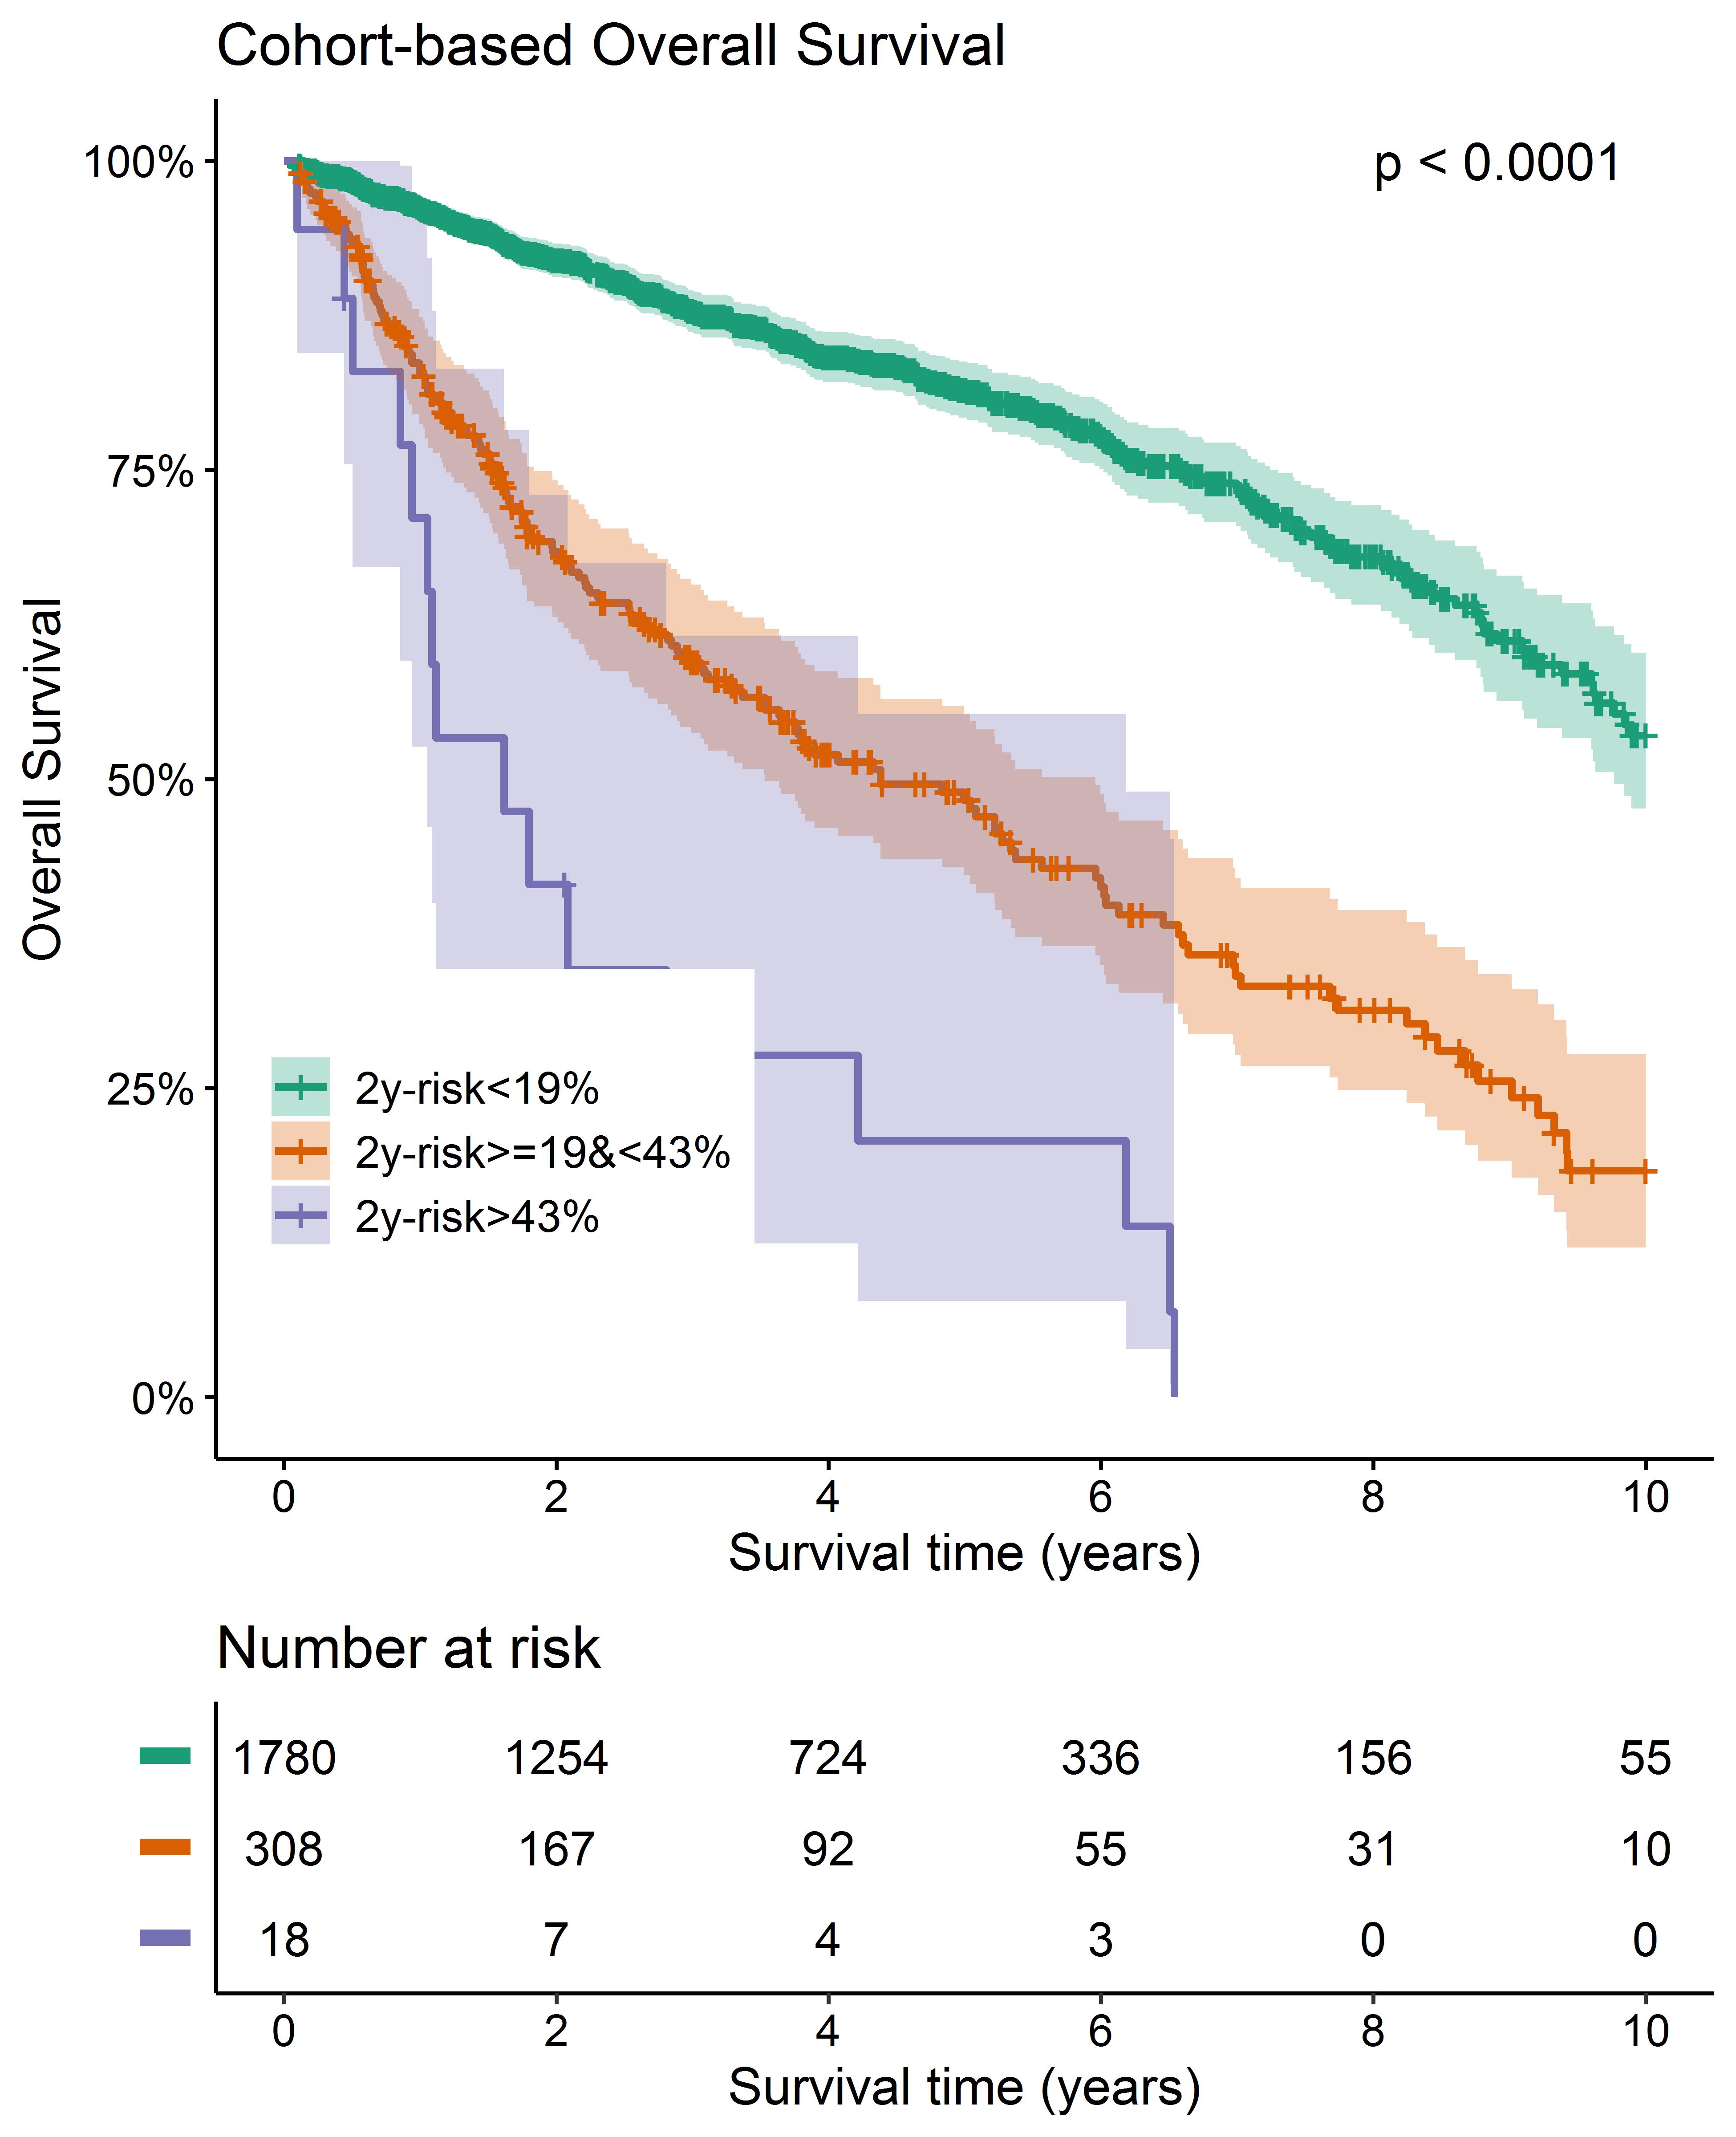 Cohort-based Overall Survival
p < 0.0001
100%
75%
50%
25%
0%
Overall Survival
2y-risk<19%
2y-risk>=19&<43%
2y-risk>43%
0 2 4 6 8 10
Survival time (years)
Number at risk
1780 1254 724 336 156 55
308 167 92 55 31 10
18 7 4 3 0 0
0 2 4 6 8 10
Survival time (years)